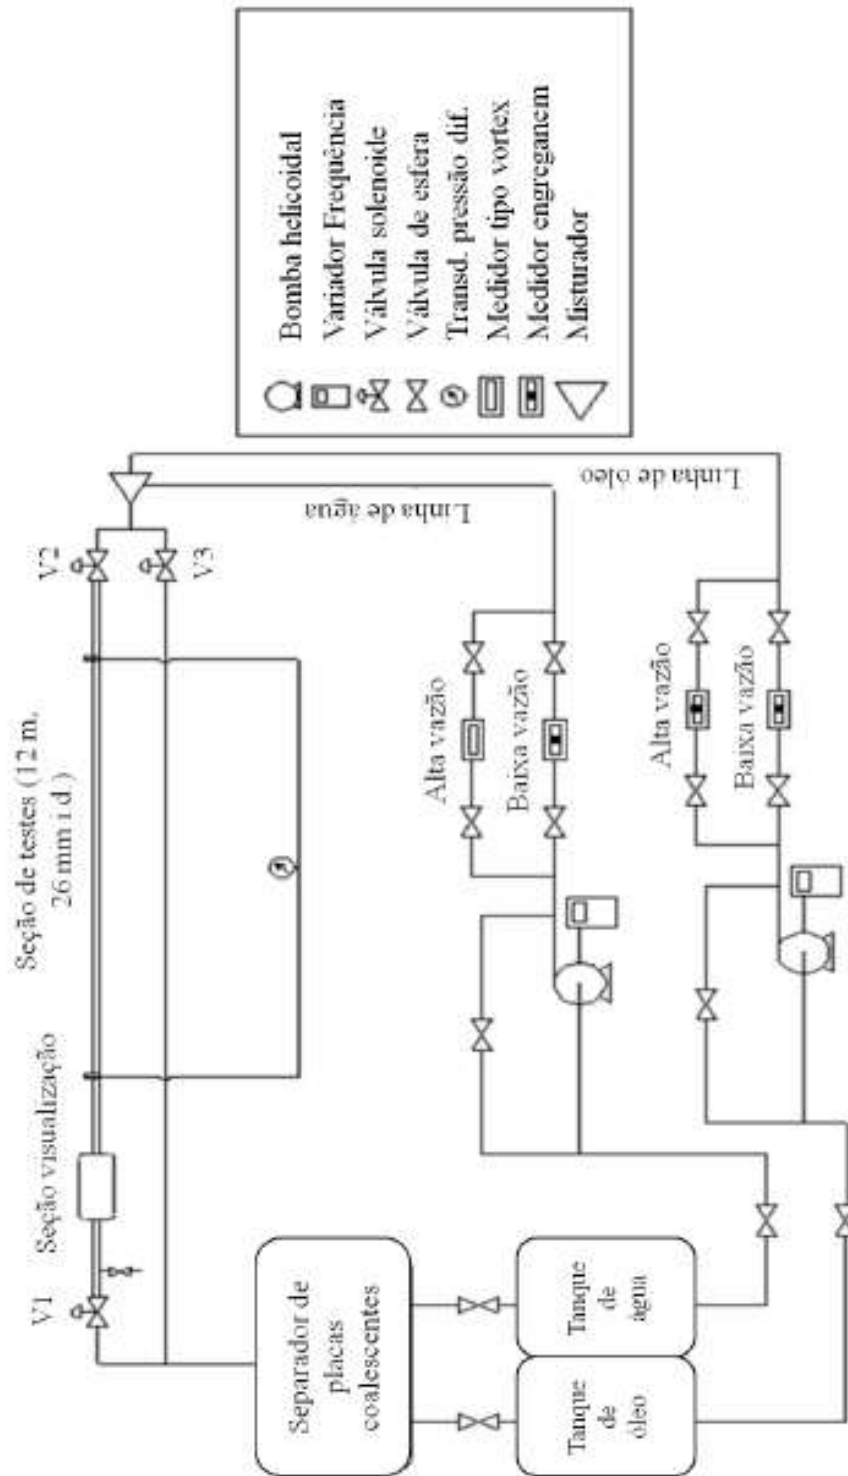 Bomba helicoidal
Variador Frequência
Válvula solenoide
Válvula de esfera
Transd. pressão dif.
Medidor tipo vortex
Medidor engreganem
Misturador
V2
V3
Linha de água
Linha de óleo
Seção de testes (12 m,
26 mm i.d.)
Alta vazão
Baixa vazão
Alta vazão
Baixa vazão
Seção visualização
V1
Separador de
placas
coalescentes
Tanque
de
água
Tanque
de
óleo